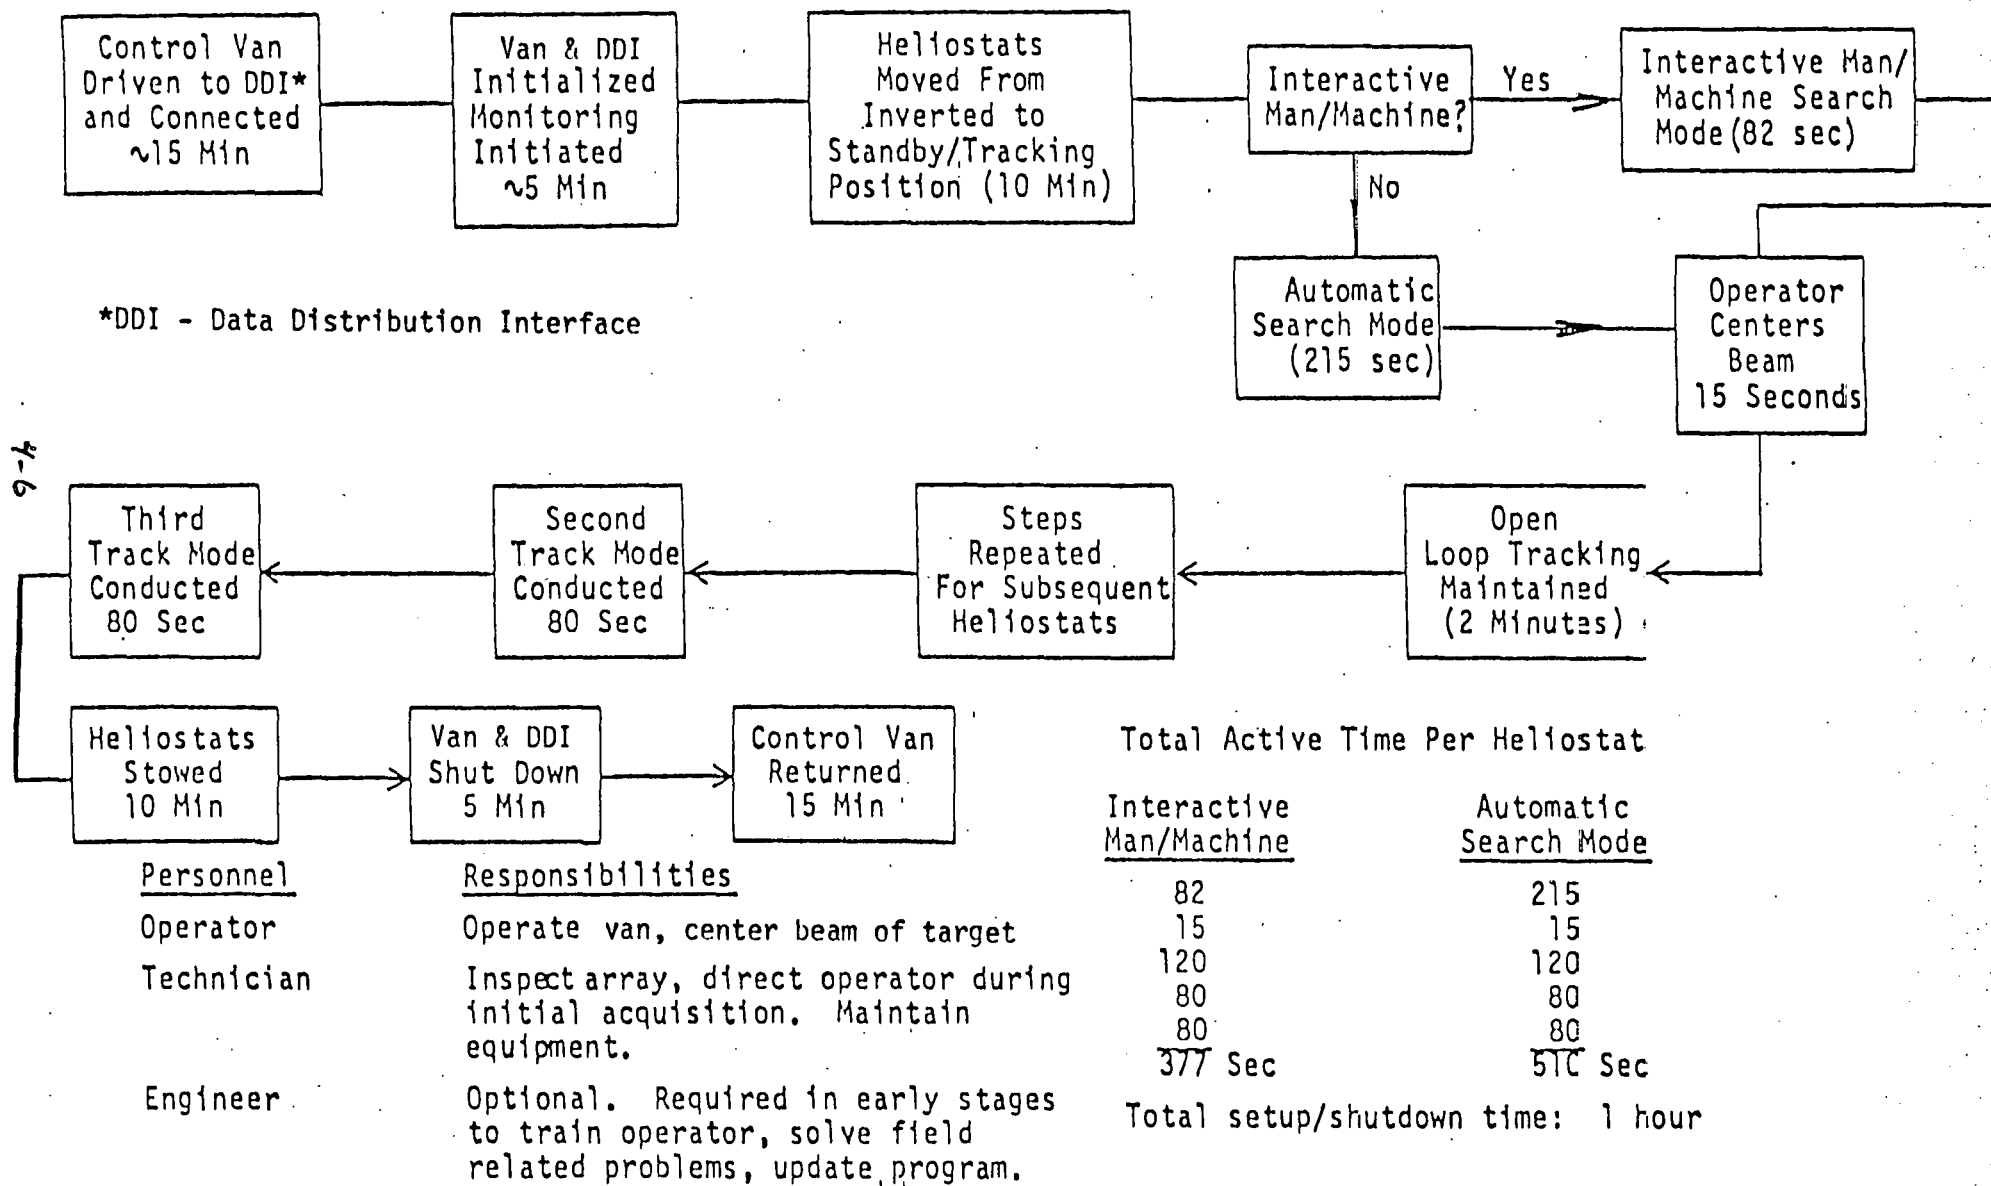 Control Van
Driven to DDI*
and Connected
~15 Min
Van & DDI
Initialized
Monitoring
Initiated
~5 Min
Heliostats
Moved From
Inverted to
Standby/Tracking
Position (10 Min)
Interactive
Man/Machine?
Yes
No
Interactive Man/
Machine Search
Mode (82 sec)
Automatic
Search Mode
(215 sec)
Operator
Centers
Beam
15 Seconds
*DDI - Data Distribution Interface
4-6
Third
Track Mode
Conducted
80 Sec
Second
Track Mode
Conducted
80 Sec
Steps
Repeated
For Subsequent
Heliostats
Open
Loop Tracking
Maintained
(2 Minutes)
Heliostats
Stowed
10 Min
Van & DDI
Shut Down
5 Min
Control Van
Returned
15 Min
Total Active Time Per Heliostat
Interactive Automatic
Man/Machine Search Mode
82 215
15 15
120 120
80 80
80 80
377 Sec 510 Sec
Total setup/shutdown time: 1 hour
Personnel Responsibilities
Operator Operate van, center beam of target
Technician Inspect array, direct operator during
initial acquisition. Maintain
equipment.
Engineer Optional. Required in early stages
to train operator, solve field
related problems, update program.